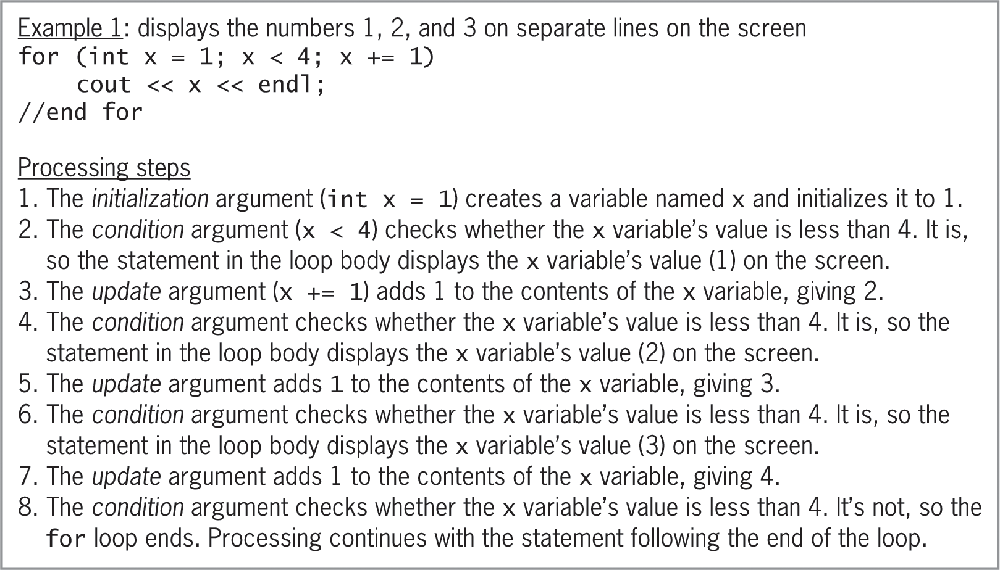 Example 1: displays the numbers 1, 2, and 3 on separate lines on the screen
for (int x = 1; x < 4; x += 1)
    cout << x << endl;
//end for
Processing steps
1. The initialization argument (int x = 1) creates a variable named x and initializes it to 1.
2. The condition argument (x < 4) checks whether the x variable’s value is less than 4. It is,
so the statement in the loop body displays the x variable’s value (1) on the screen.
3. The update argument (x += 1) adds 1 to the contents of the x variable, giving 2.
4. The condition argument checks whether the x variable’s value is less than 4. It is, so the
statement in the loop body displays the x variable’s value (2) on the screen.
5. The update argument adds 1 to the contents of the x variable, giving 3.
6. The condition argument checks whether the x variable’s value is less than 4. It is, so the
statement in the loop body displays the x variable’s value (3) on the screen.
7. The update argument adds 1 to the contents of the x variable, giving 4.
8. The condition argument checks whether the x variable’s value is less than 4. It’s not, so the
for loop ends. Processing continues with the statement following the end of the loop.